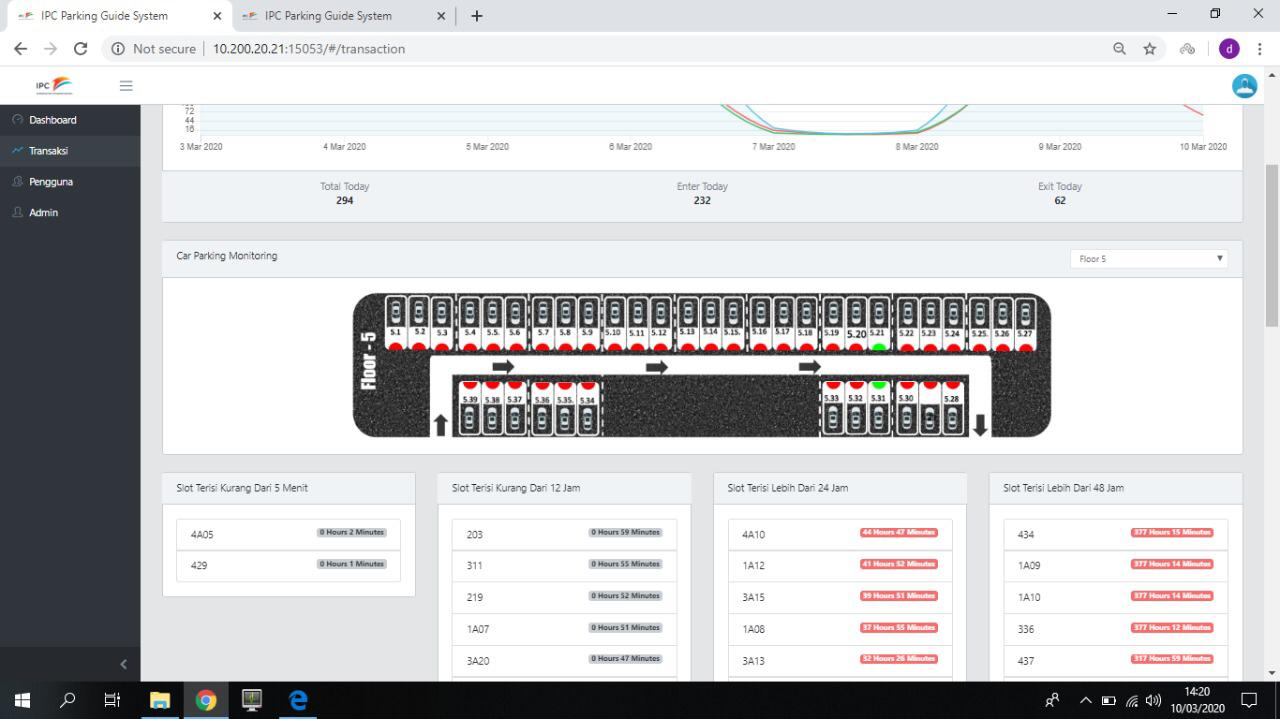 IPC Parking Guide System
IPC Parking Guide System
Not secure 10.200.20.21:15053/#/transaction
d
IPC
Dashboard
Transaksi
Pengguna
Admin
72
44
16
3 Mar 2020 4 Mar 2020 5 Mar 2020 6 Mar 2020 7 Mar 2020 8 Mar 2020 9 Mar 2020 10 Mar 2020
Total Today Enter Today Exit Today
294 232 62
Car Parking Monitoring
Floor 5
Floor - 5
5.1 5.2 5.3 5.4 5.5. 5.6 5.7 5.8 5.9 5.10 5.11 5.12 5.13 5.14 5.15. 5.16 5.17 5.18 5.19 5.20 5.21 5.22 5.23 5.24 5.25. 5.26 5.27
5.39 5.38 5.37 5.36 5.35. 5.34 5.33 5.32 5.31 5.30 5.28
Slot Terisi Kurang Dari 5 Menit
4A05 0 Hours 2 Minutes
429 0 Hours 1 Minutes
Slot Terisi Kurang Dari 12 Jam
203 0 Hours 59 Minutes
311 0 Hours 55 Minutes
219 0 Hours 52 Minutes
1A07 0 Hours 51 Minutes
3A20 0 Hours 47 Minutes
Slot Terisi Lebih Dari 24 Jam
4A10 44 Hours 47 Minutes
1A12 41 Hours 52 Minutes
3A15 39 Hours 51 Minutes
1A08 37 Hours 55 Minutes
3A13 32 Hours 26 Minutes
Slot Terisi Lebih Dari 48 Jam
434 377 Hours 15 Minutes
1A09 377 Hours 14 Minutes
1A10 377 Hours 14 Minutes
336 377 Hours 12 Minutes
437 317 Hours 59 Minutes
14:20
10/03/2020